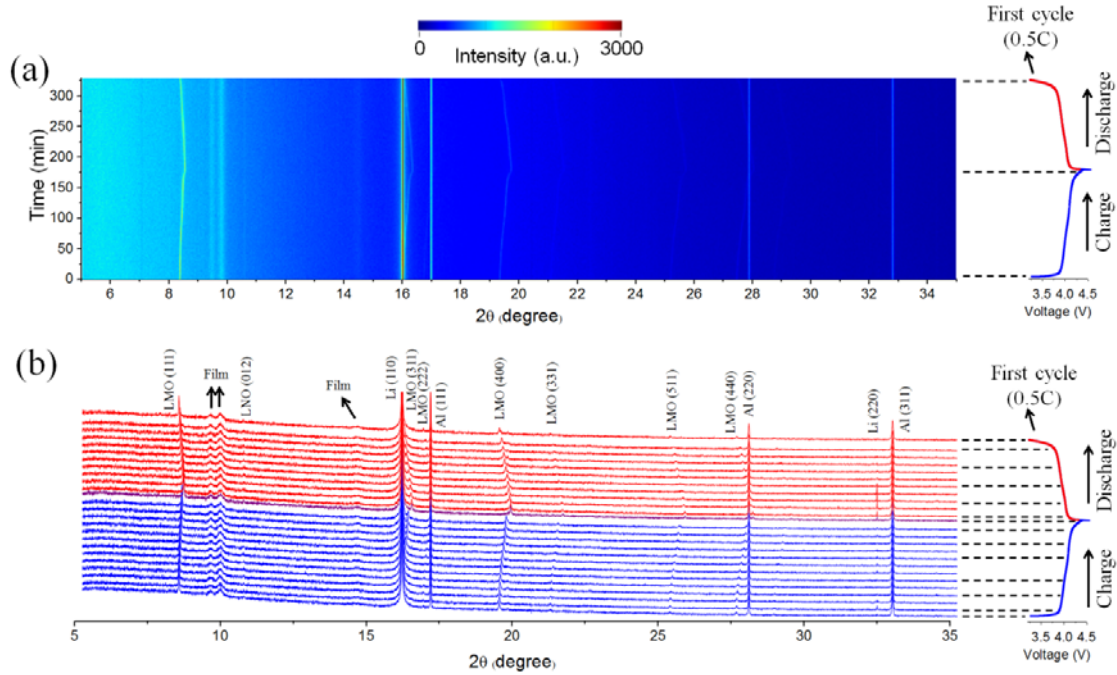 0
3000
Intensity (a.u.)
First cycle
(0.5C)
(a)
Time (min)
300
250
200
150
100
50
0
6 8 10 12 14 16 18 20 22 24 26 28 30 32 34
2θ (degree)
Discharge
Charge
3.5 4.0 4.5
Voltage (V)
(b)
LMO (111)
Film
LNO (012)
Film
Li (110)
LMO (311)
LMO (222)
Al (111)
LMO (400)
LMO (331)
LMO (511)
LMO (440)
Al (220)
Li (220)
Al (311)
First cycle
(0.5C)
Discharge
Charge
5 10 15 20 25 30 35
2θ (degree)
3.5 4.0 4.5
Voltage (V)